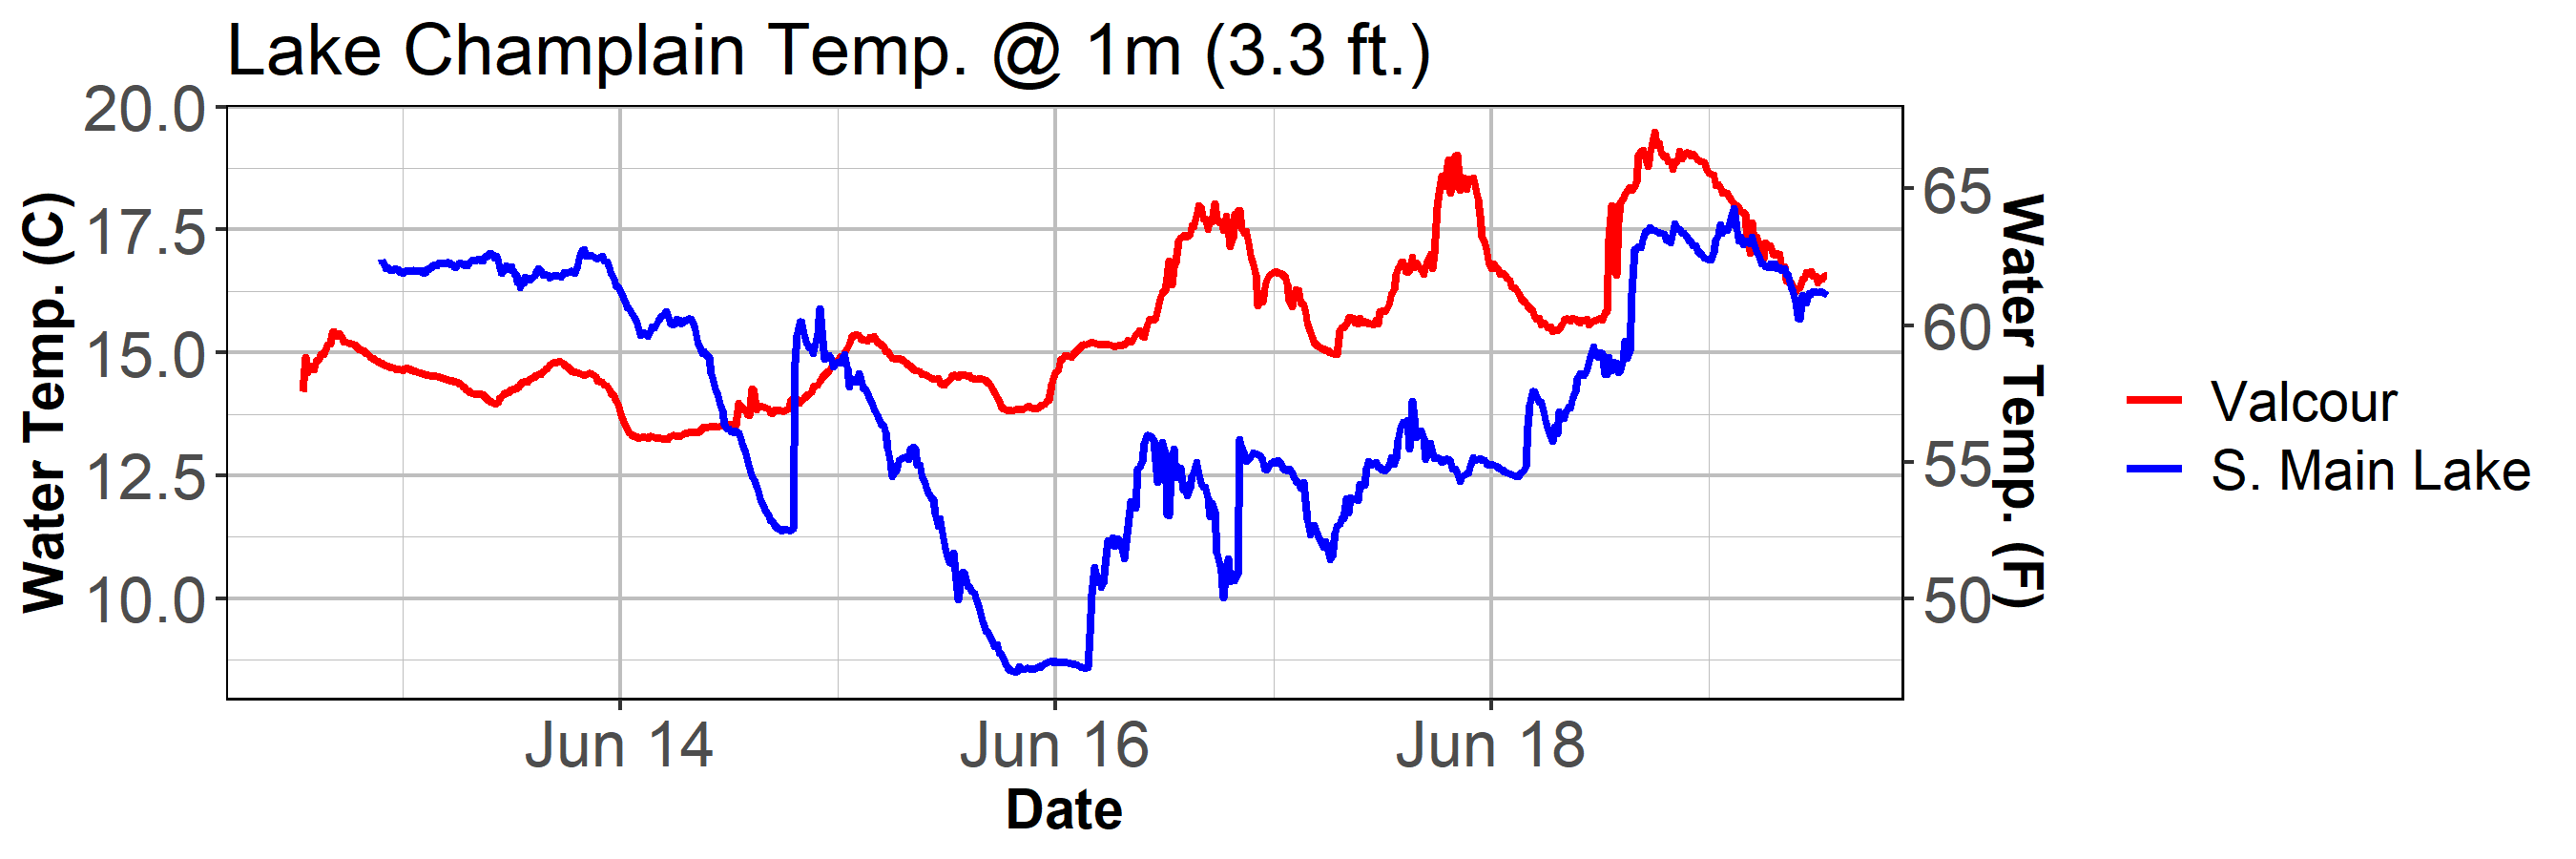 Lake Champlain Temp. @ 1m (3.3 ft.)
Water Temp. (C)
20.0
17.5
15.0
12.5
10.0
65
60
55
50
Water Temp. (F)
Jun 14
Jun 16
Jun 18
Date
Valcour
S. Main Lake